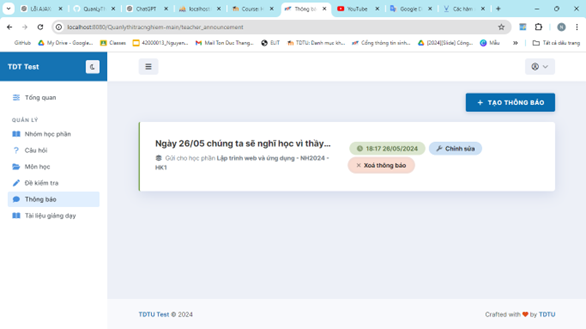 Lỗi AJAX
QuanlyT
ChatGPT
localhost
Course: H
Thông bá
YouTube
Google D
Các hàn
localhost:8080/Quanlythitracnghiem-main/teacher_announcement
GitHub
My Drive - Google...
Classes
42000013_Nguyen...
Mail Ton Duc Thang...
ELIT
TDTU: Danh mục kh...
Cổng thông tin sinh...
[2024][Slide] Công...
Mẫu
Tất cả dấu trang
TDT Test
Tổng quan
QUẢN LÝ
Nhóm học phần
Câu hỏi
Môn học
Đề kiểm tra
Thông báo
Tài liệu giảng dạy
+ TẠO THÔNG BÁO
Ngày 26/05 chúng ta sẽ nghỉ học vì thầy...
Gửi cho học phần Lập trình web và ứng dụng - NH2024 -
HK1
18:17 26/05/2024
Chỉnh sửa
× Xoá thông báo
TDTU Test © 2024
Crafted with ❤ by TDTU